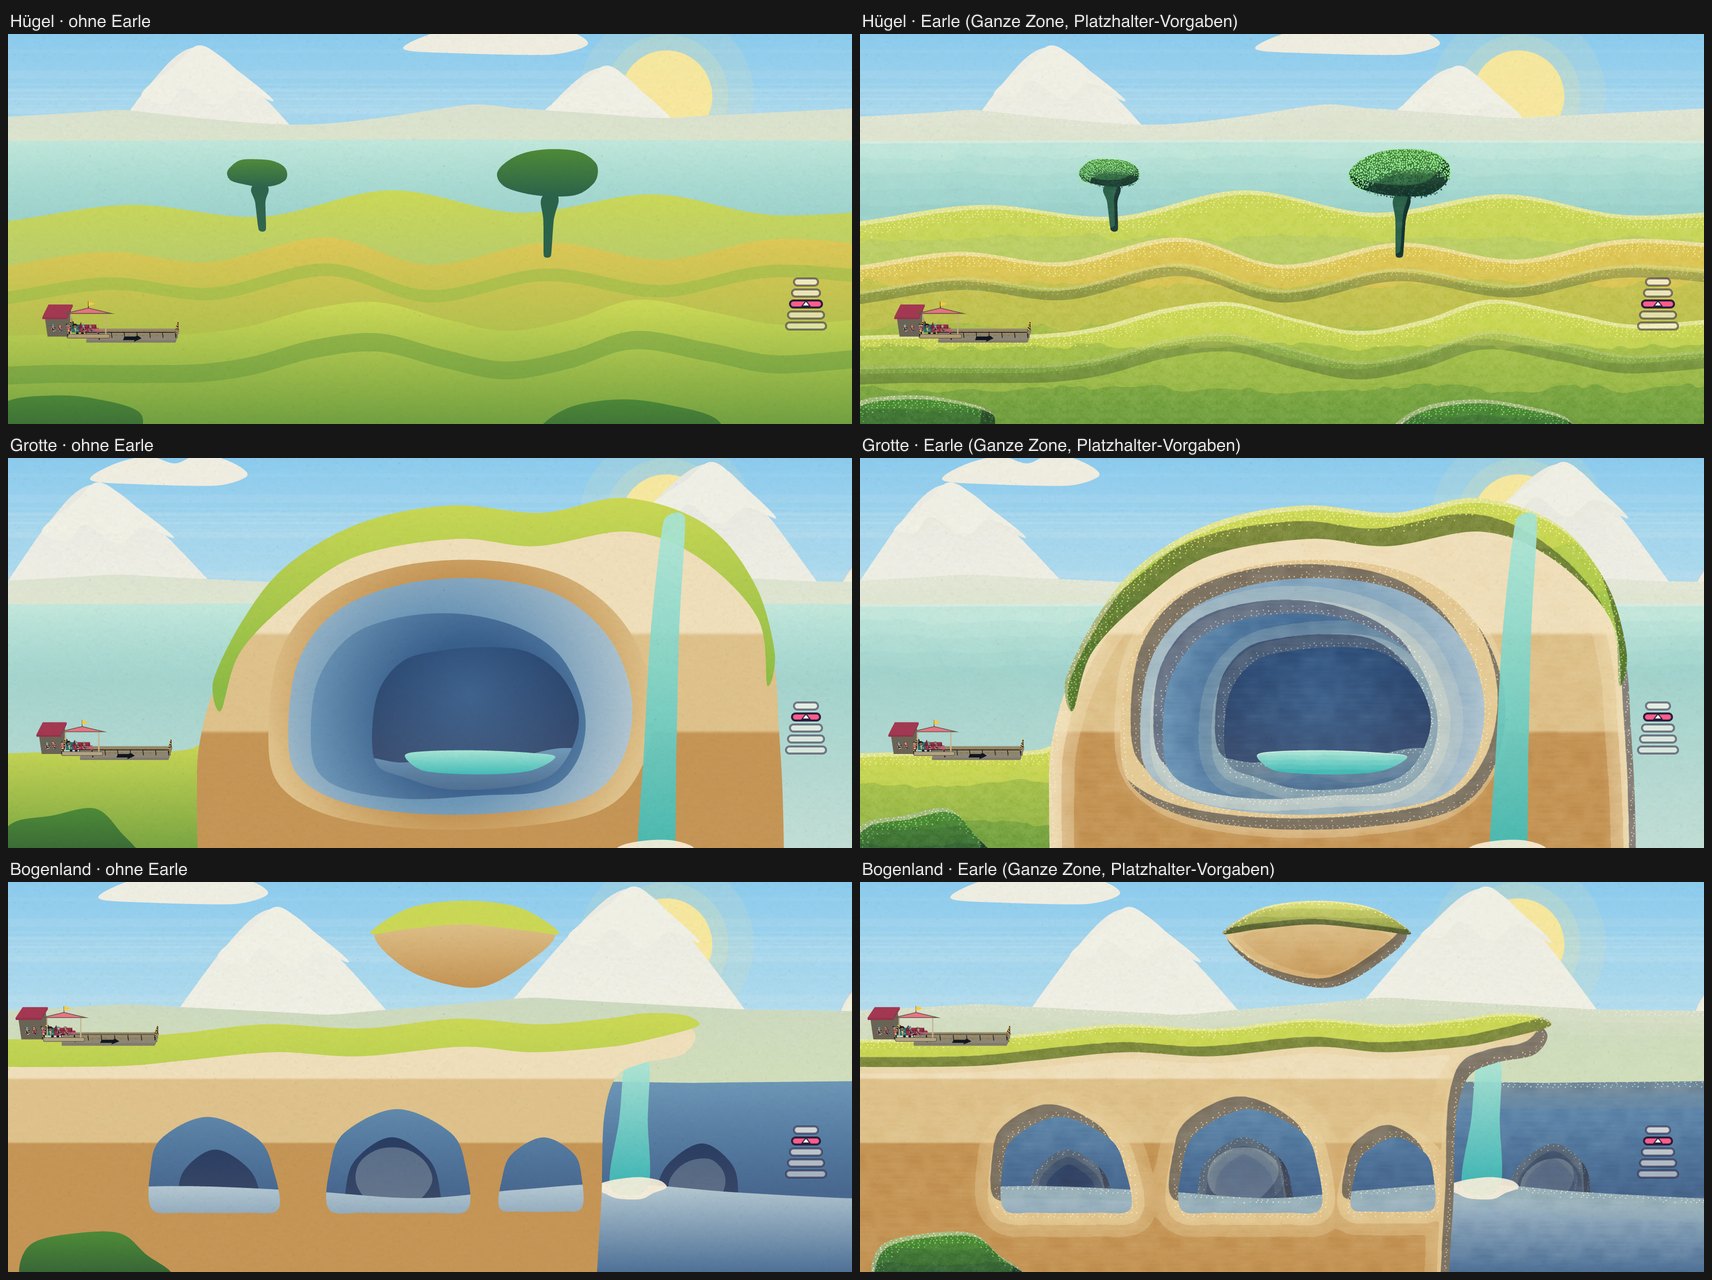 Hügel · ohne Earle
Hügel · Earle (Ganze Zone, Platzhalter-Vorgaben)
Grotte · ohne Earle
Grotte · Earle (Ganze Zone, Platzhalter-Vorgaben)
Bogenland · ohne Earle
Bogenland · Earle (Ganze Zone, Platzhalter-Vorgaben)